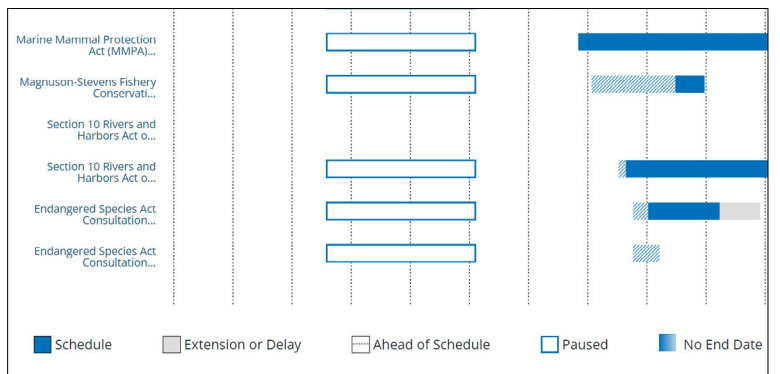 Marine Mammal Protection
Act (MMPA)...
Magnuson-Stevens Fishery
Conservati...
Section 10 Rivers and
Harbors Act o...
Section 10 Rivers and
Harbors Act o...
Endangered Species Act
Consultation...
Endangered Species Act
Consultation...
Schedule
Extension or Delay
Ahead of Schedule
Paused
No End Date